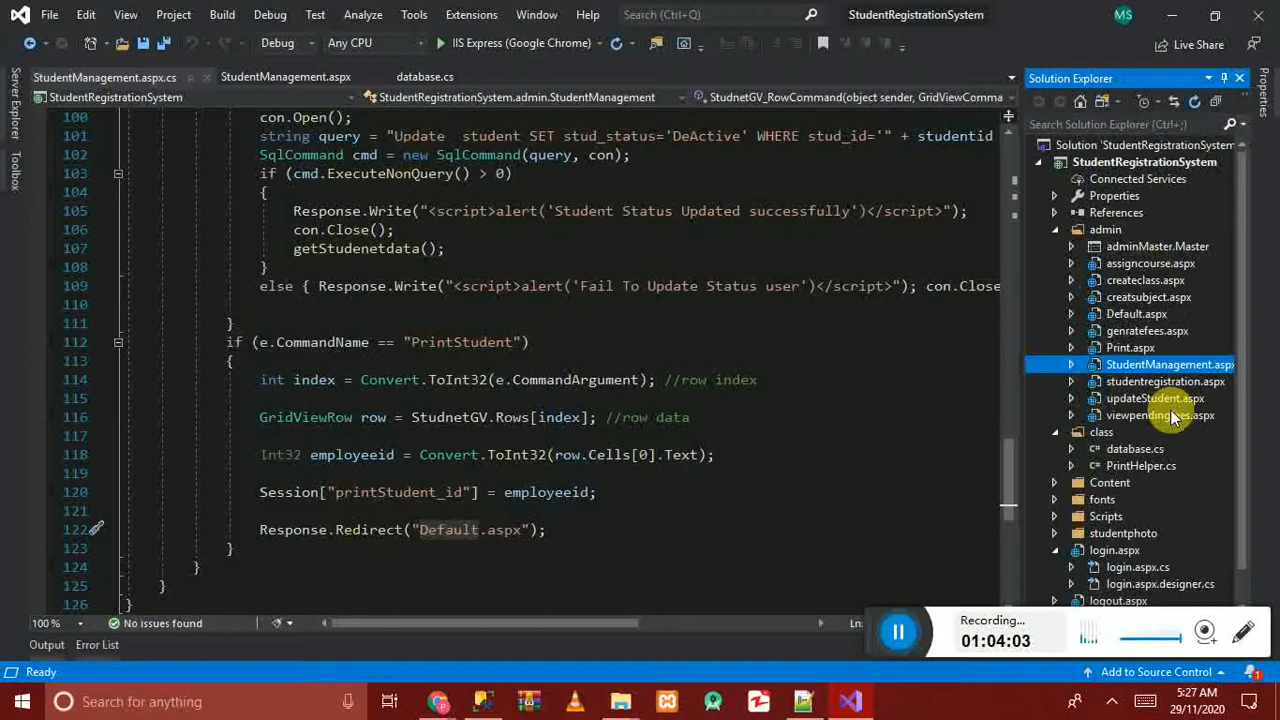 File Edit View Project Build Debug Test Analyze Tools Extensions Window Help Search (Ctrl+Q) StudentRegistrationSystem MS
Debug Any CPU IIS Express (Google Chrome) Live Share
StudentManagement.aspx.cs StudentManagement.aspx database.cs
StudentRegistrationSystem StudentRegistrationSystem.admin.StudentManagement StudnetGV_RowCommand(object sender, GridViewComma
Server Explorer
Toolbox
100 con.Open();
101 string query = "Update  student SET stud_status='DeActive' WHERE stud_id='" + studentid
102 SqlCommand cmd = new SqlCommand(query, con);
103 if (cmd.ExecuteNonQuery() > 0)
104 {
105 Response.Write("<script>alert('Student Status Updated successfully')</script>");
106 con.Close();
107 getStudenetdata();
108 }
109 else { Response.Write("<script>alert('Fail To Update Status user')</script>"); con.Close
110
111 }
112 if (e.CommandName == "PrintStudent")
113 {
114 int index = Convert.ToInt32(e.CommandArgument); //row index
115
116 GridViewRow row = StudnetGV.Rows[index]; //row data
117
118 Int32 employeeid = Convert.ToInt32(row.Cells[0].Text);
119
120 Session["printStudent_id"] = employeeid;
121
122 Response.Redirect("Default.aspx");
123 }
124 }
125 }
126 }
100 % No issues found Ln:
Output Error List
Solution Explorer
Search Solution Explorer (Ctrl+;)
Solution 'StudentRegistrationSystem
StudentRegistrationSystem
Connected Services
Properties
References
admin
adminMaster.Master
assigncourse.aspx
createclass.aspx
creatsubject.aspx
Default.aspx
genratefees.aspx
Print.aspx
StudentManagement.aspx
studentregistration.aspx
updateStudent.aspx
class
database.cs
PrintHelper.cs
Content
fonts
Scripts
studentphoto
login.aspx
login.aspx.cs
login.aspx.designer.cs
logout.aspx
Properties
Recording...
01:04:03
Ready Add to Source Control 1
Search for anything
5:27 AM
29/11/2020